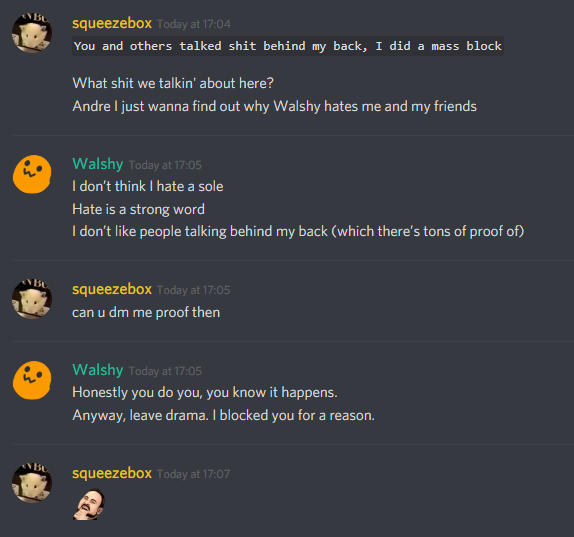 squeezebox Today at 17:04
You and others talked shit behind my back, I did a mass block
What shit we talkin' about here?
Andre I just wanna find out why Walshy hates me and my friends
Walshy Today at 17:05
I don't think I hate a sole
Hate is a strong word
I don't like people talking behind my back (which there's tons of proof of)
squeezebox Today at 17:05
can u dm me proof then
Walshy Today at 17:05
Honestly you do you, you know it happens.
Anyway, leave drama. I blocked you for a reason.
squeezebox Today at 17:07